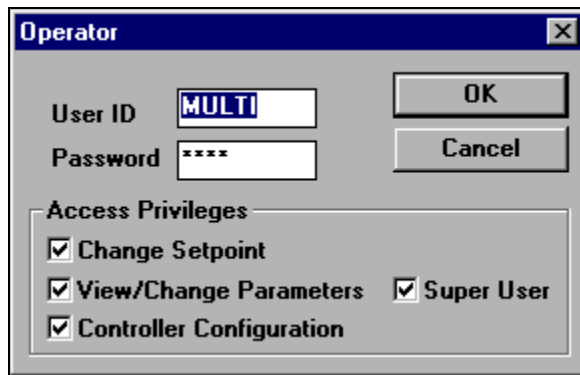 Operator
User ID MULTI
OK
Password ****
Cancel
Access Privileges
Change Setpoint
View/Change Parameters Super User
Controller Configuration